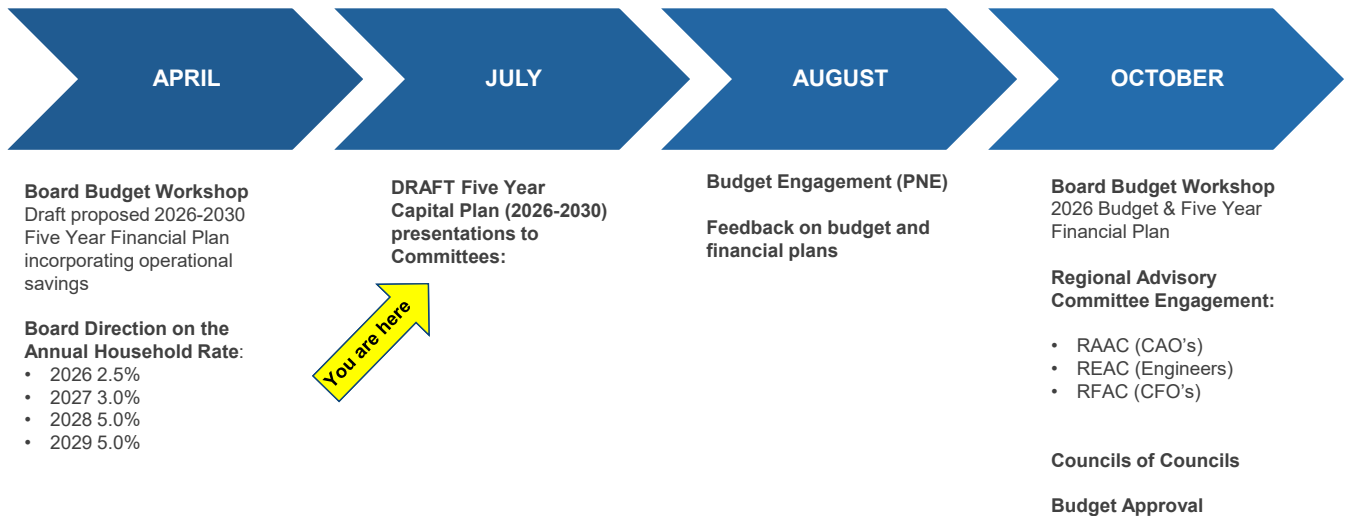 APRIL
JULY
AUGUST
OCTOBER
Board Budget Workshop
Draft proposed 2026-2030
Five Year Financial Plan
incorporating operational
savings
Board Direction on the
Annual Household Rate:
• 2026 2.5%
• 2027 3.0%
• 2028 5.0%
• 2029 5.0%
DRAFT Five Year
Capital Plan (2026-2030)
presentations to
Committees:
You are here
Budget Engagement (PNE)
Feedback on budget and
financial plans
Board Budget Workshop
2026 Budget & Five Year
Financial Plan
Regional Advisory
Committee Engagement:
• RAAC (CAO's)
• REAC (Engineers)
• RFAC (CFO's)
Councils of Councils
Budget Approval